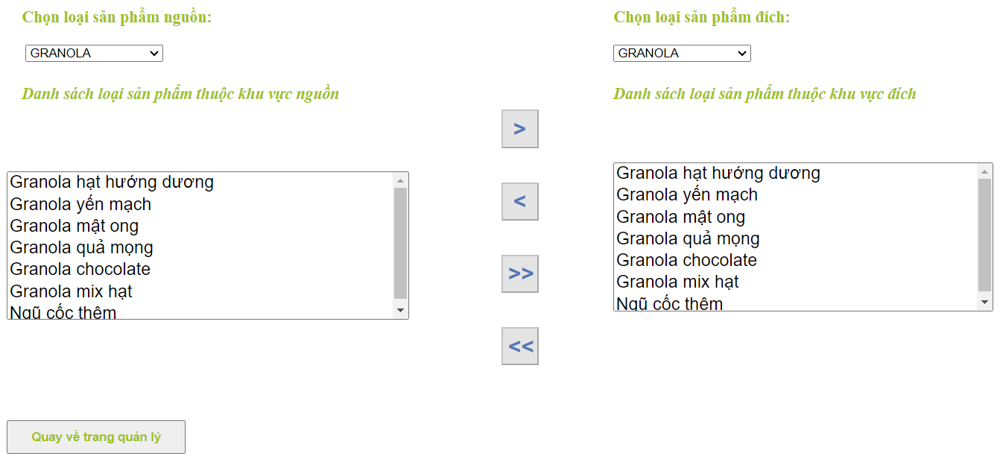 Chọn loại sản phẩm nguồn:
GRANOLA
Danh sách loại sản phẩm thuộc khu vực nguồn
Granola hạt hướng dương
Granola yến mạch
Granola mật ong
Granola quả mọng
Granola chocolate
Granola mix hạt
Ngũ cốc thêm
>
<
>>
<<
Chọn loại sản phẩm đích:
GRANOLA
Danh sách loại sản phẩm thuộc khu vực đích
Granola hạt hướng dương
Granola yến mạch
Granola mật ong
Granola quả mọng
Granola chocolate
Granola mix hạt
Ngũ cốc thêm
Quay về trang quản lý